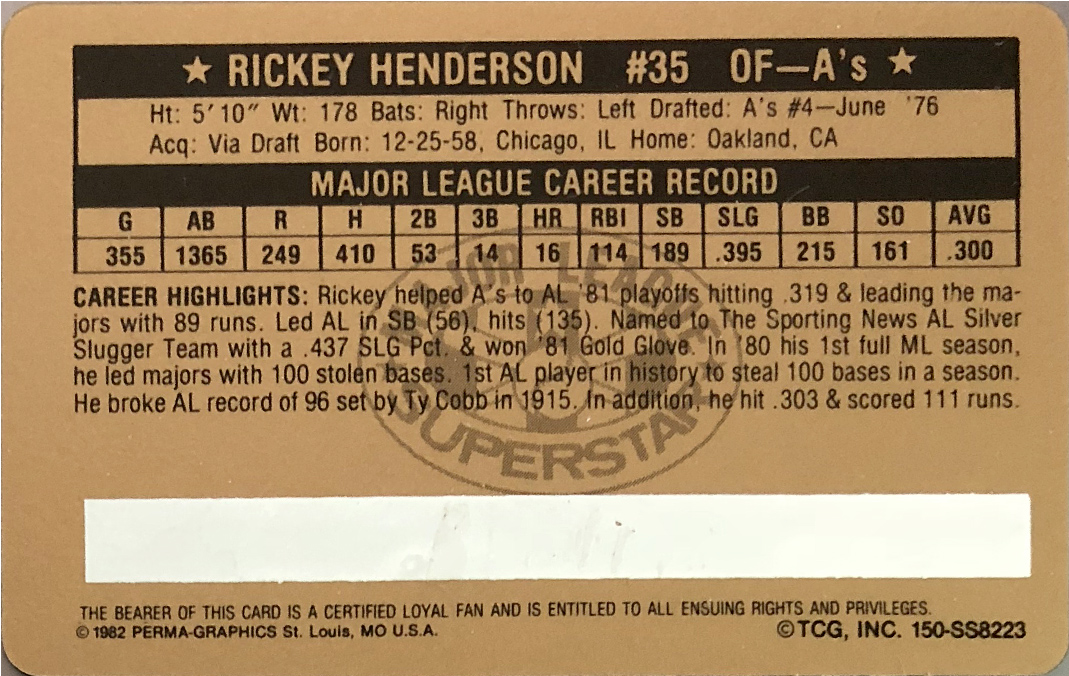 ★ RICKEY HENDERSON #35 OF—A's ★
Ht: 5'10" Wt: 178 Bats: Right Throws: Left Drafted: A's #4—June '76
Acq: Via Draft Born: 12-25-58, Chicago, IL Home: Oakland, CA
MAJOR LEAGUE CAREER RECORD
G AB R H 2B 3B HR RBI SB SLG BB SO AVG
355 1365 249 410 53 14 16 114 189 .395 215 161 .300
CAREER HIGHLIGHTS: Rickey helped A's to AL '81 playoffs hitting .319 & leading the ma-
jors with 89 runs. Led AL in SB (56), hits (135). Named to The Sporting News AL Silver
Slugger Team with a .437 SLG Pct. & won '81 Gold Glove. In '80 his 1st full ML season,
he led majors with 100 stolen bases. 1st AL player in history to steal 100 bases in a season.
He broke AL record of 96 set by Ty Cobb in 1915. In addition, he hit .303 & scored 111 runs.
MAJOR LEAGUE
SUPERSTAR
THE BEARER OF THIS CARD IS A CERTIFIED LOYAL FAN AND IS ENTITLED TO ALL ENSUING RIGHTS AND PRIVILEGES.
© 1982 PERMA-GRAPHICS St. Louis, MO U.S.A. ©TCG, INC. 150-SS8223